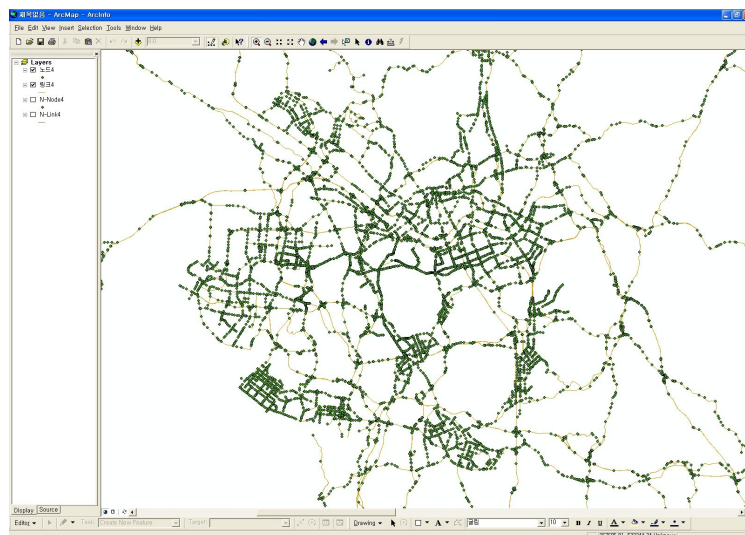 제목없음 - ArcMap - ArcInfo
File Edit View Insert Selection Tools Window Help
Layers
노드4
링크4
N-Node4
N-Link4
Display Source
Editor Task: Create New Feature Target:
Drawing A 굴림 10 B I U A